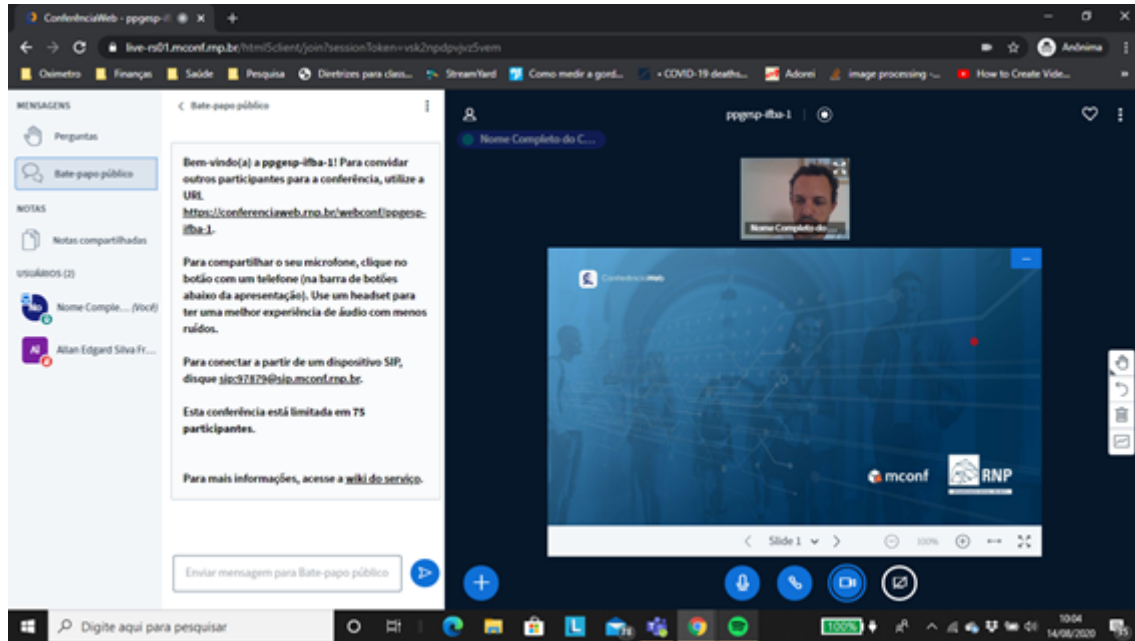 ConferênciaWeb - ppgesp-i
live-rs01.mconf.rnp.br/html5client/join?sessionToken=vsk2npdpvjvz5vem
Anônima
Oximetro
Finanças
Saúde
Pesquisa
Diretrizes para class...
StreamYard
Como medir a gord...
COVID-19 deaths...
Adorei
image processing -...
How to Create Vide...
MENSAGENS
Perguntas
Bate-papo público
NOTAS
Notas compartilhadas
USUÁRIOS (2)
No
Nome Comple... (Você)
Al
Allan Edgard Silva Fr...
Bate-papo público
Bem-vindo(a) a ppgesp-ifba-1! Para convidar
outros participantes para a conferência, utilize a
URL
https://conferenciaweb.rnp.br/webconf/ppgesp-
ifba-1.
Para compartilhar o seu microfone, clique no
botão com um telefone (na barra de botões
abaixo da apresentação). Use um headset para
ter uma melhor experiência de áudio com menos
ruídos.
Para conectar a partir de um dispositivo SIP,
disque sip:97879@sip.mconf.rnp.br.
Esta conferência está limitada em 75
participantes.
Para mais informações, acesse a wiki do serviço.
Enviar mensagem para Bate-papo público
ppgesp-ifba-1
Nome Completo do C...
Nome Completo do ...
ConferênciaWeb
mconf
RNP
Slide 1
100%
Digite aqui para pesquisar
L
100%
10:04
14/08/2020